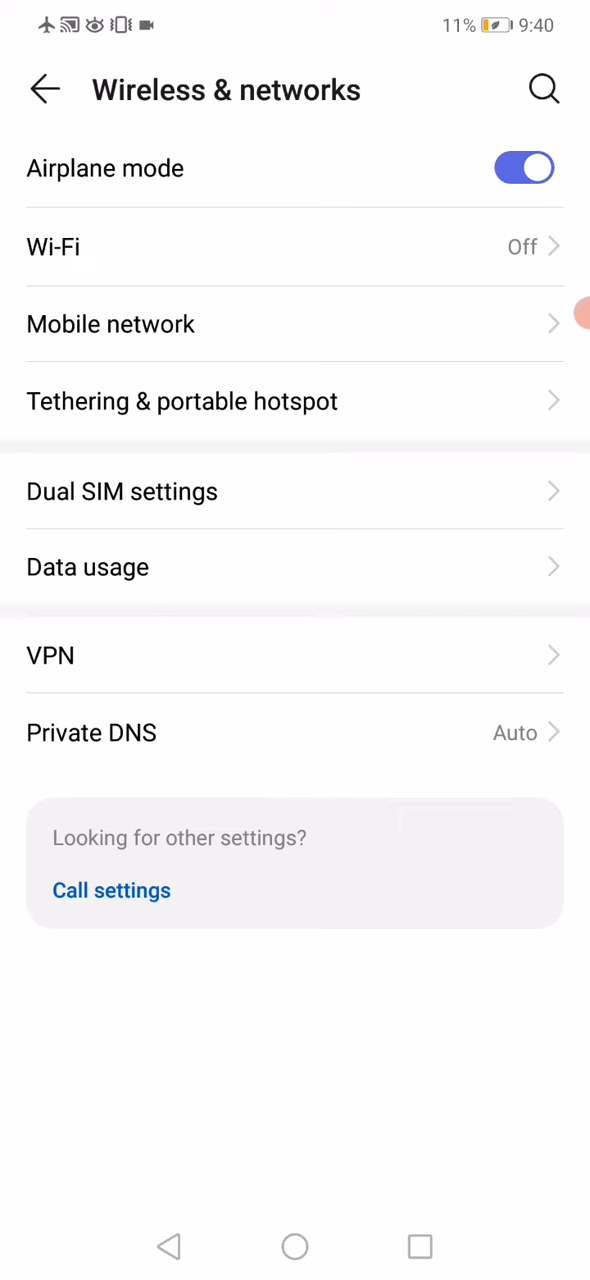 11% 9:40
Wireless & networks
Airplane mode
Wi-Fi Off
Mobile network
Tethering & portable hotspot
Dual SIM settings
Data usage
VPN
Private DNS Auto
Looking for other settings?
Call settings